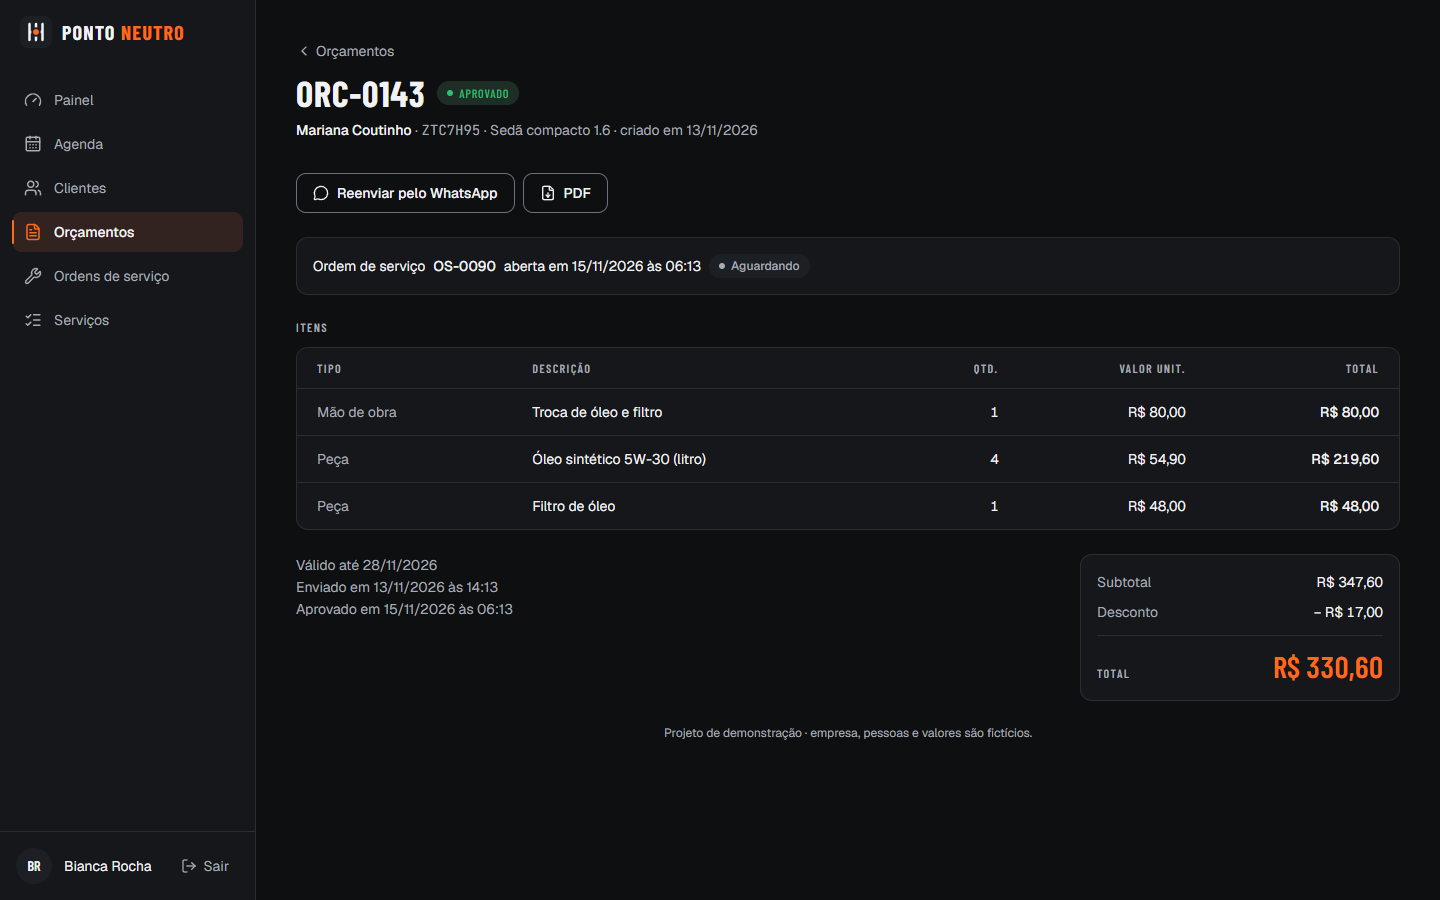 PONTO NEUTRO
Painel
Agenda
Clientes
Orçamentos
Ordens de serviço
Serviços
BR
Bianca Rocha
Sair
Orçamentos
ORC-0143
APROVADO
Mariana Coutinho · ZTC7H95 · Sedã compacto 1.6 · criado em 13/11/2026
Reenviar pelo WhatsApp
PDF
Ordem de serviço OS-0090 aberta em 15/11/2026 às 06:13 Aguardando
ITENS
TIPO DESCRIÇÃO QTD. VALOR UNIT. TOTAL
Mão de obra Troca de óleo e filtro 1 R$ 80,00 R$ 80,00
Peça Óleo sintético 5W-30 (litro) 4 R$ 54,90 R$ 219,60
Peça Filtro de óleo 1 R$ 48,00 R$ 48,00
Válido até 28/11/2026
Enviado em 13/11/2026 às 14:13
Aprovado em 15/11/2026 às 06:13
Subtotal R$ 347,60
Desconto − R$ 17,00
TOTAL R$ 330,60
Projeto de demonstração · empresa, pessoas e valores são fictícios.